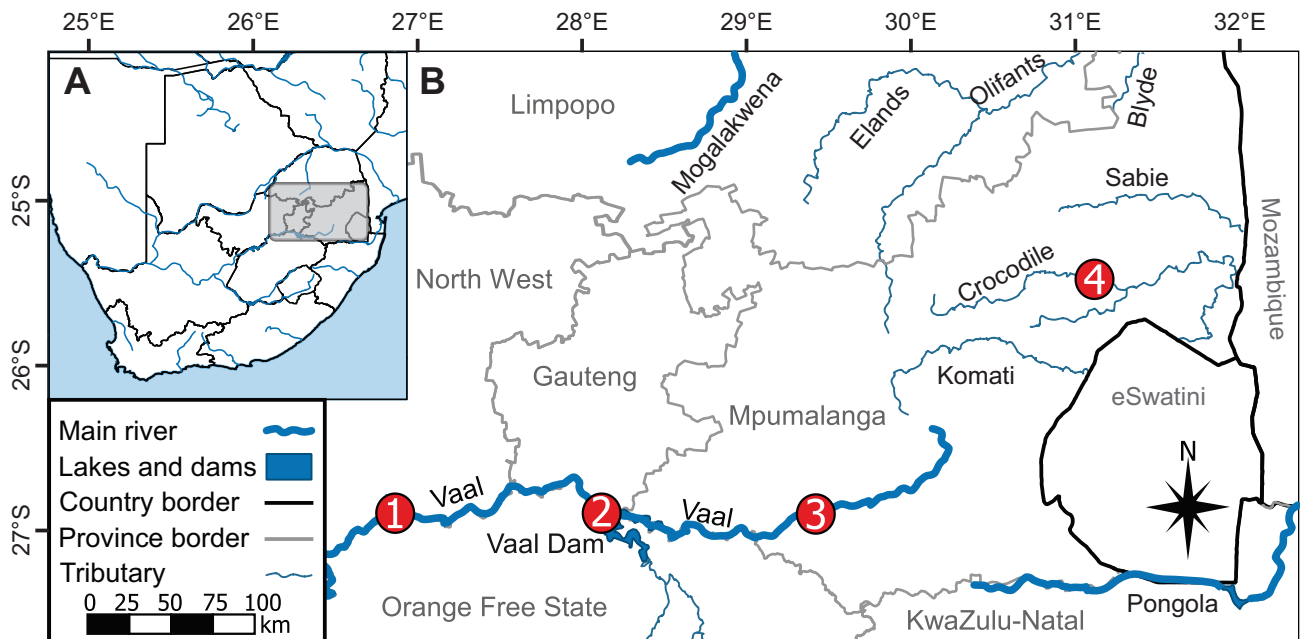 25°E 26°E 27°E 28°E 29°E 30°E 31°E 32°E
A
B
Limpopo
Mogalakwena
Elands
Olifants
Blyde
25°S
Sabie
Mozambique
North West
Crocodile
4
26°S
Gauteng
Komati
eSwatini
Mpumalanga
Main river
Lakes and dams
Country border
Province border
Tributary
0 25 50 75 100
km
N
1
Vaal
2
Vaal
3
27°S
Vaal Dam
Orange Free State
KwaZulu-Natal
Pongola